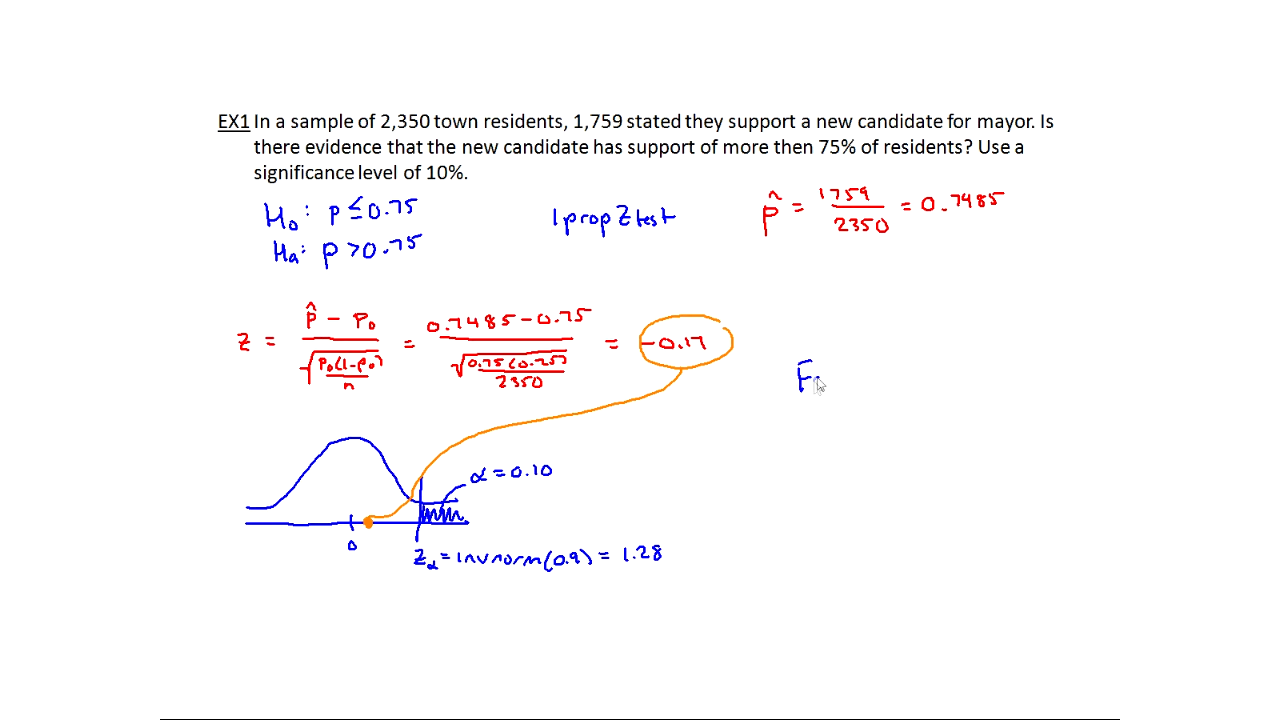 EX1 In a sample of 2,350 town residents, 1,759 stated they support a new candidate for mayor. Is
there evidence that the new candidate has support of more then 75% of residents? Use a
significance level of 10%.
H₀: p ≤ 0.75
Hₐ: p > 0.75
1propZtest
p̂ = 1759/2350 = 0.7485
z = (p̂ - p₀)/√(p₀(1-p₀)/n) = (0.7485-0.75)/√(0.75(0.25)/2350) = -0.17
F
α = 0.10
0
Z_α = invnorm(0.9) = 1.28